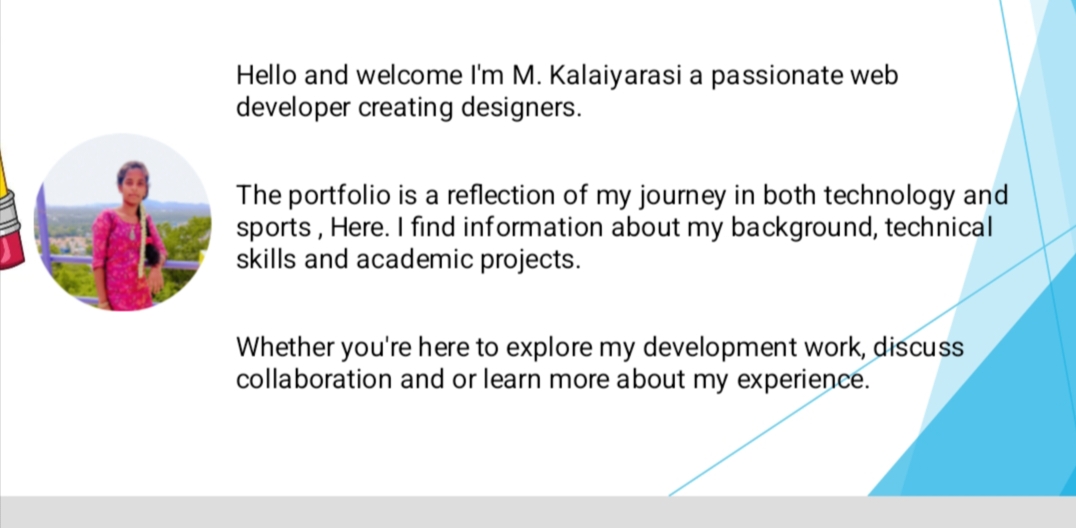 Hello and welcome I'm M. Kalaiyarasi a passionate web
developer creating designers.
The portfolio is a reflection of my journey in both technology and
sports , Here. I find information about my background, technical
skills and academic projects.
Whether you're here to explore my development work, discuss
collaboration and or learn more about my experience.